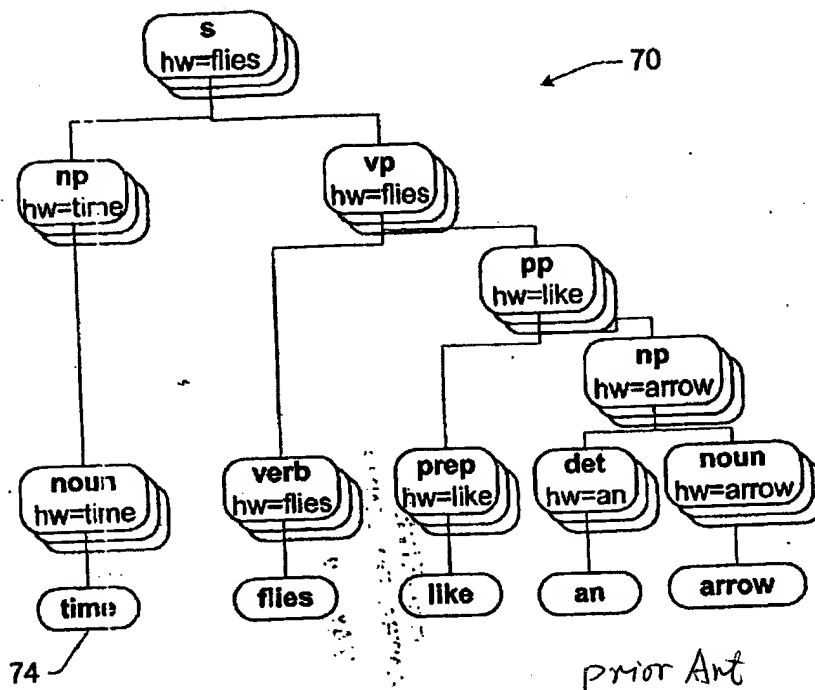 s
hw=flies
70
np
hw=time
vp
hw=flies
pp
hw=like
np
hw=arrow
noun
hw=time
verb
hw=flies
prep
hw=like
det
hw=an
noun
hw=arrow
time
flies
like
an
arrow
74
prior Art